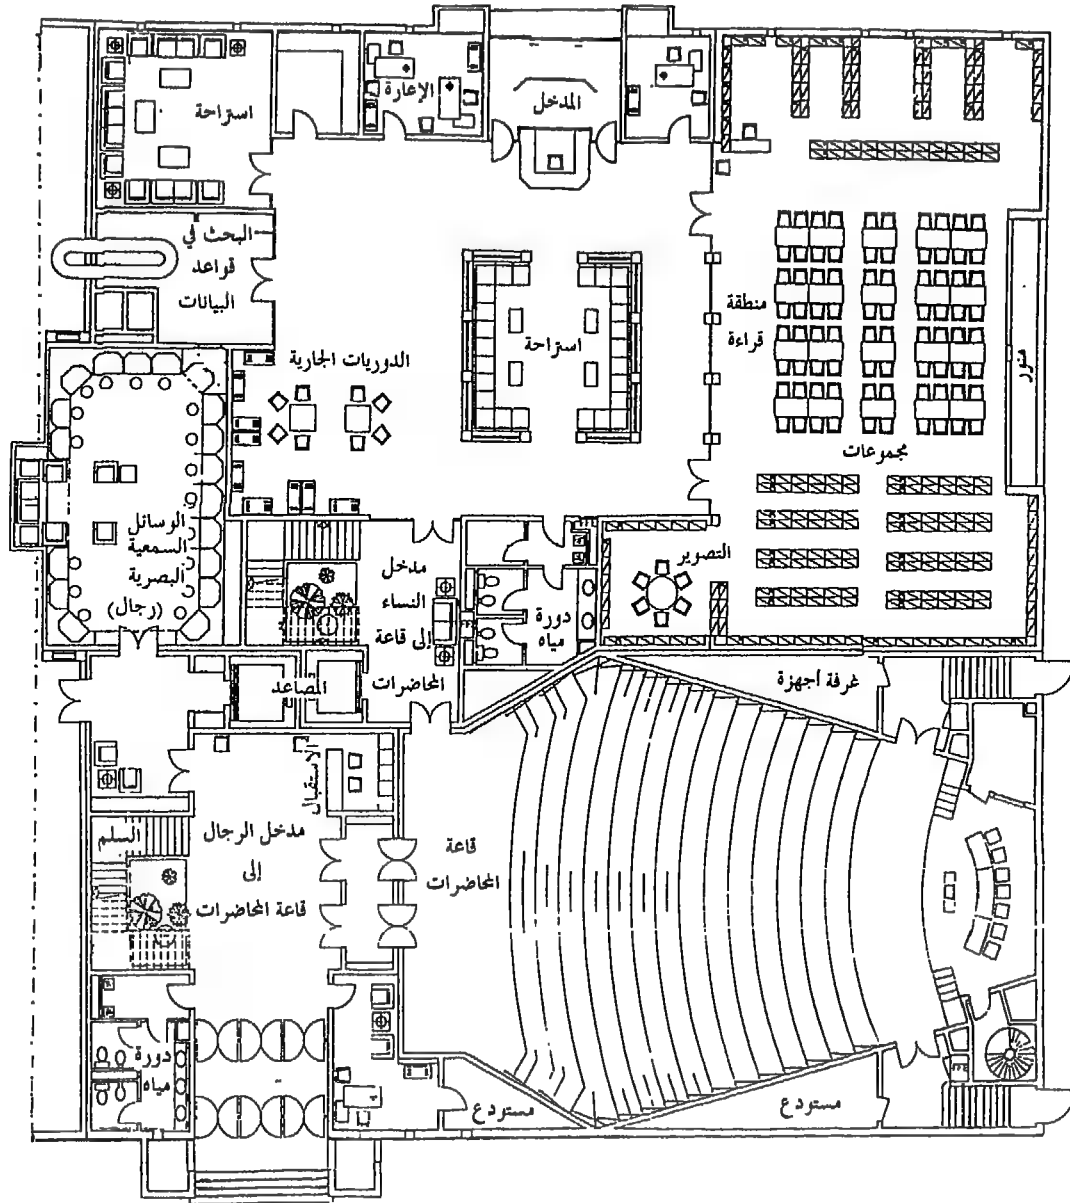 المدخل
الإعارة
استراحة
البحث في
قواعد
البيانات
منطقة
قراءة
منور
استراحة
الدوريات الجارية
مجموعات
الوسائل
السمعية
البصرية
(رجال)
التصوير
مدخل
النساء
إلى قاعة
المحاضرات
دورة
مياه
غرفة أجهزة
المصاعد
الاستقبال
السلم
مدخل الرجال
إلى
قاعة المحاضرات
قاعة
المحاضرات
دورة
مياه
مستودع
مستودع